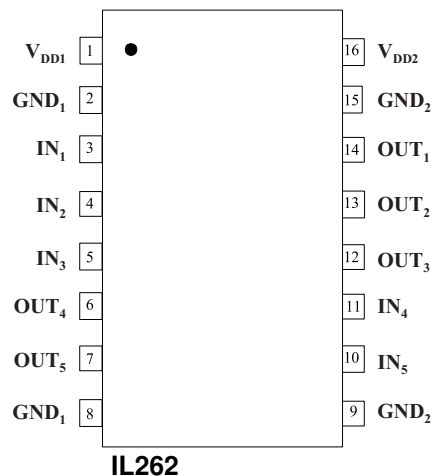 V_DD1 1 16 V_DD2
GND_1 2 15 GND_2
IN_1 3 14 OUT_1
IN_2 4 13 OUT_2
IN_3 5 12 OUT_3
OUT_4 6 11 IN_4
OUT_5 7 10 IN_5
GND_1 8 9 GND_2
IL262